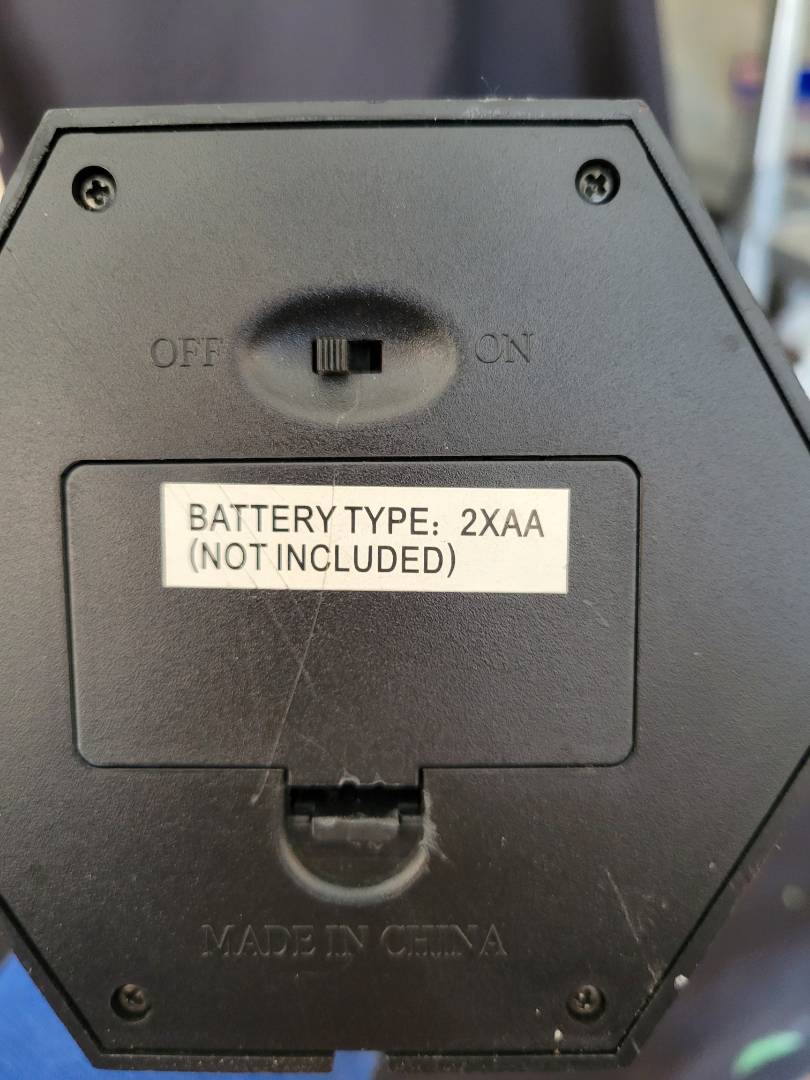 OFF ON
BATTERY TYPE: 2XAA
(NOT INCLUDED)
MADE IN CHINA